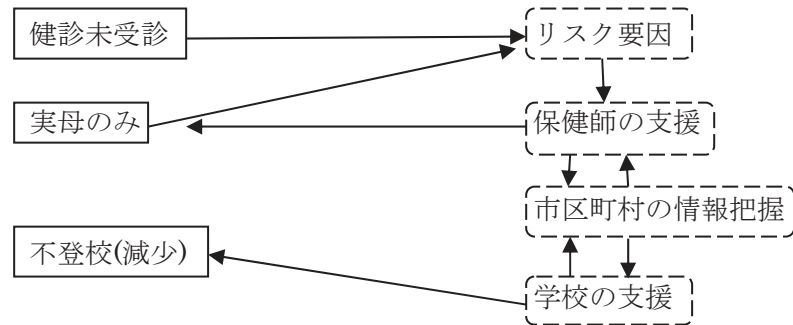 健診未受診
リスク要因
実母のみ
保健師の支援
市区町村の情報把握
不登校(減少)
学校の支援